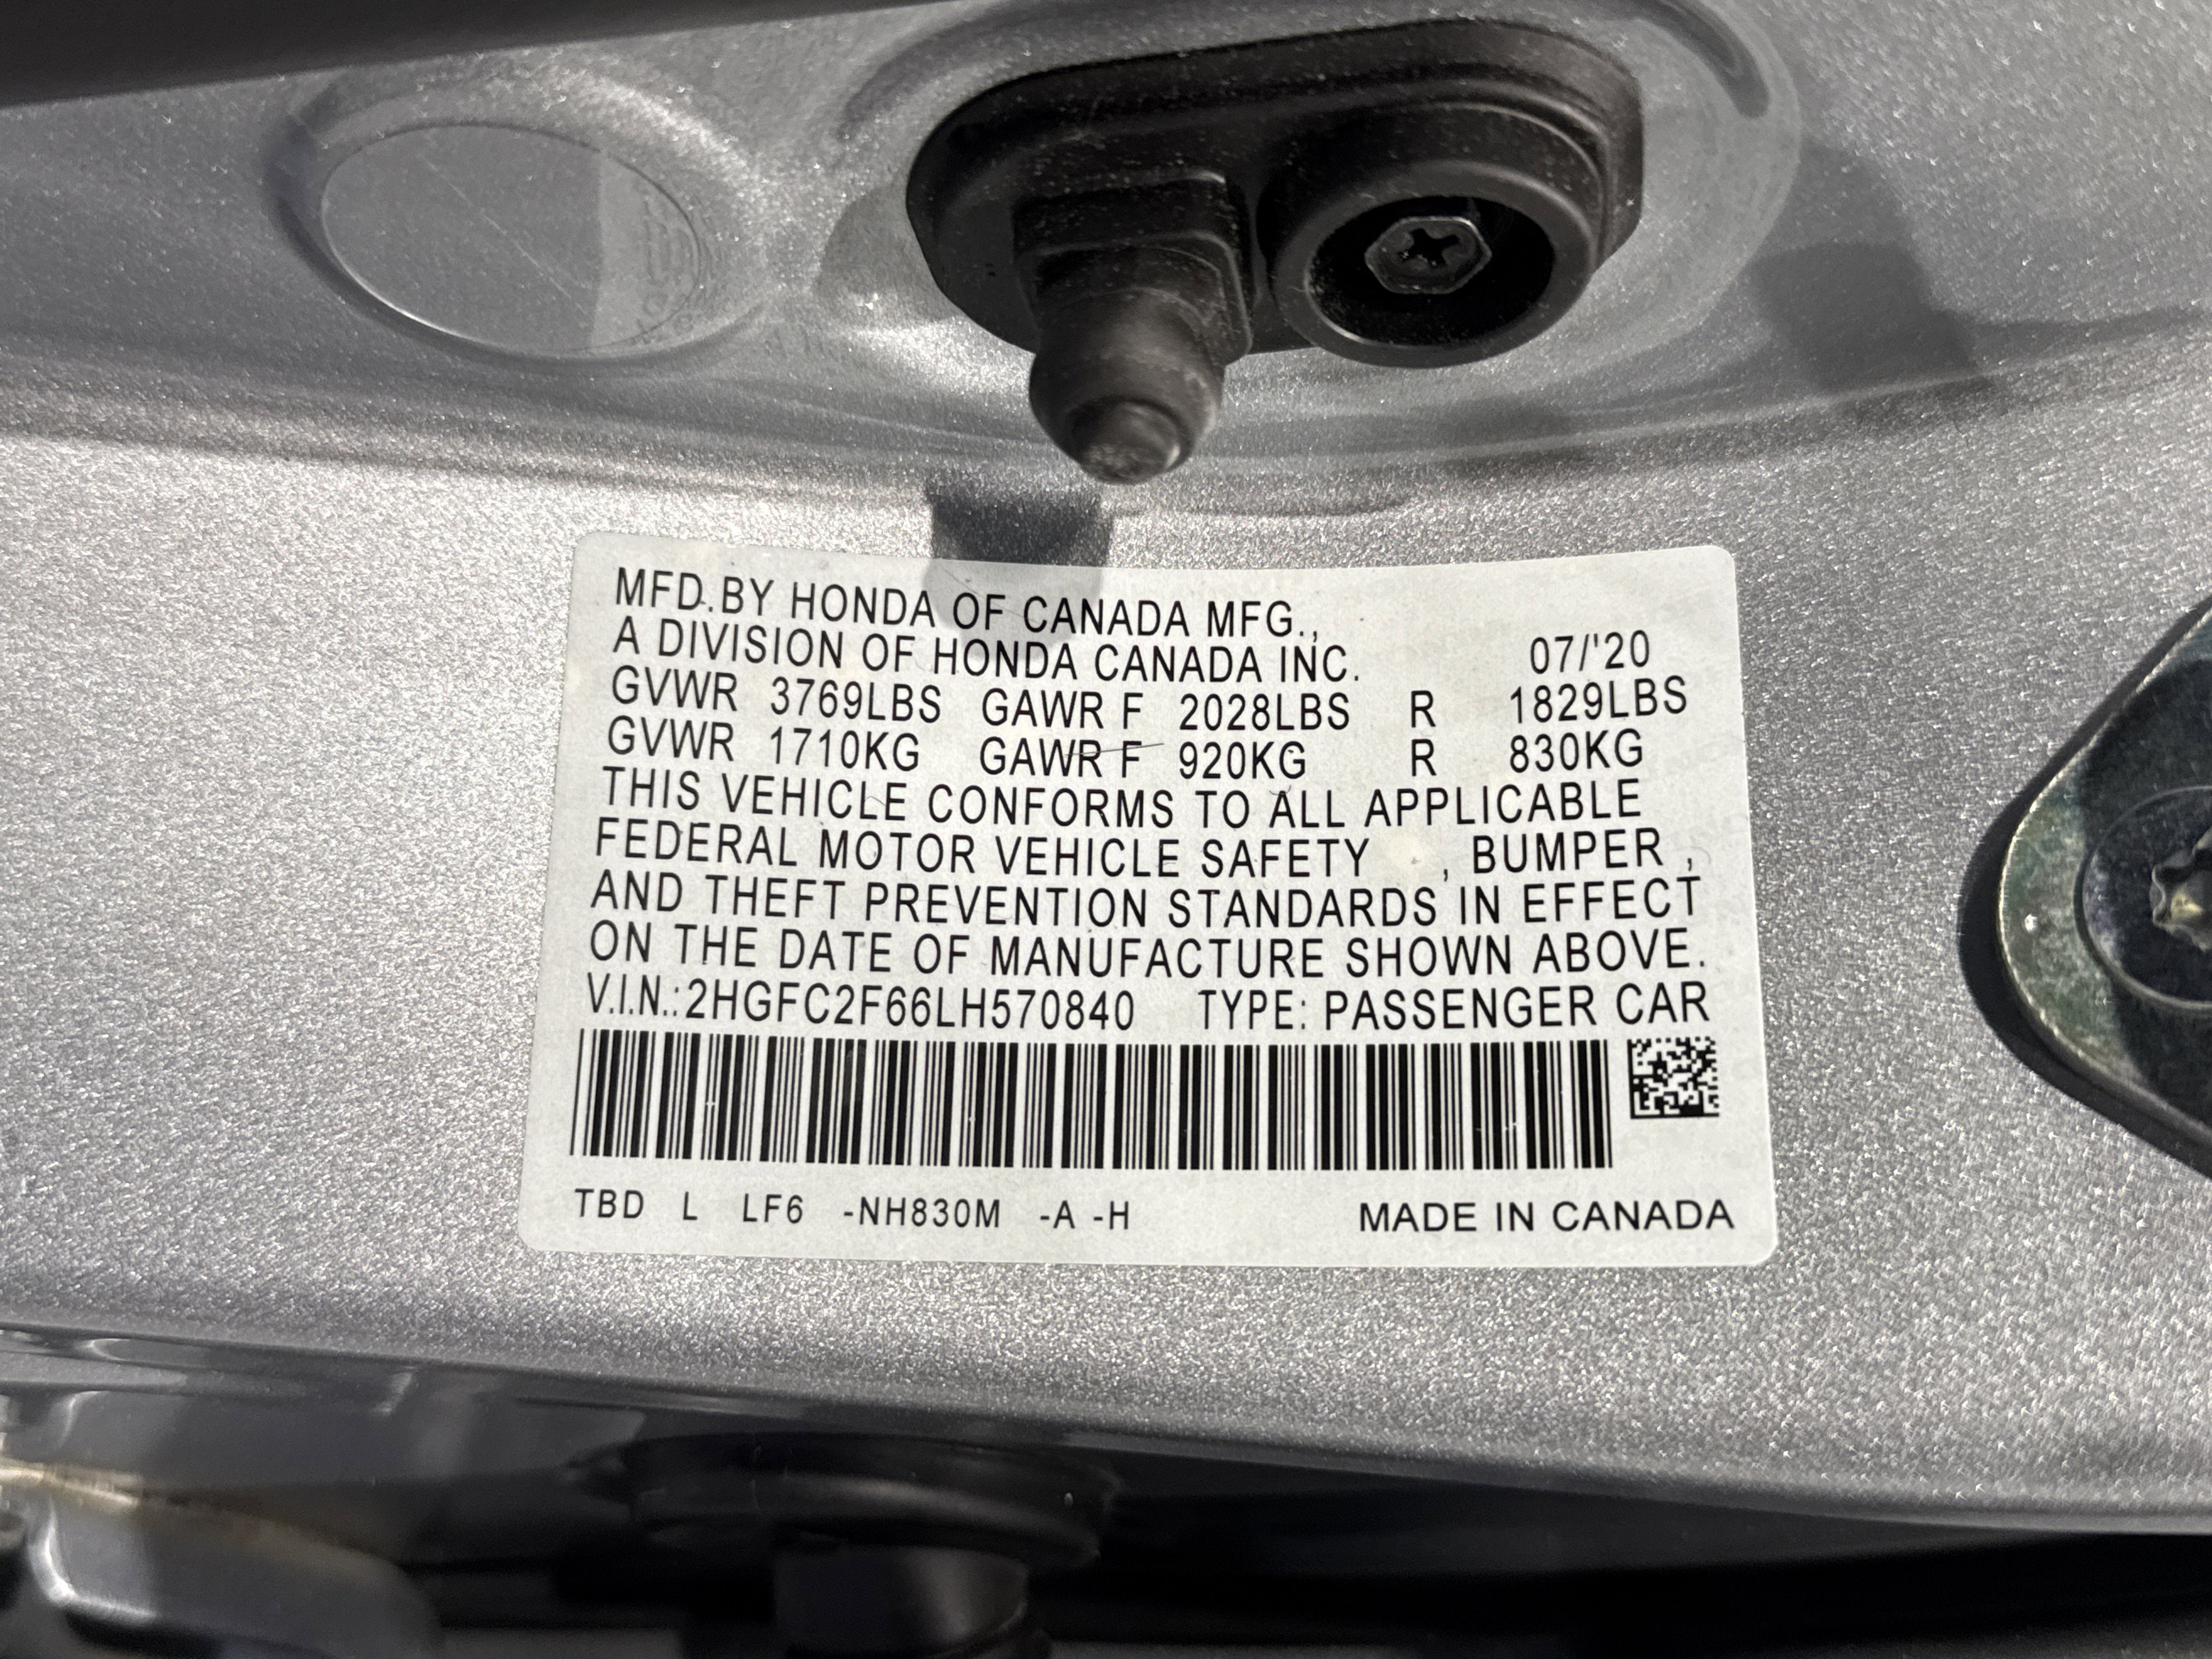 MFD.BY HONDA OF CANADA MFG.,
A DIVISION OF HONDA CANADA INC. 07/'20
GVWR 3769LBS GAWR F 2028LBS R 1829LBS
GVWR 1710KG GAWR F 920KG R 830KG
THIS VEHICLE CONFORMS TO ALL APPLICABLE
FEDERAL MOTOR VEHICLE SAFETY , BUMPER ,
AND THEFT PREVENTION STANDARDS IN EFFECT
ON THE DATE OF MANUFACTURE SHOWN ABOVE.
V.I.N.:2HGFC2F66LH570840 TYPE: PASSENGER CAR
TBD L LF6 -NH830M -A -H MADE IN CANADA